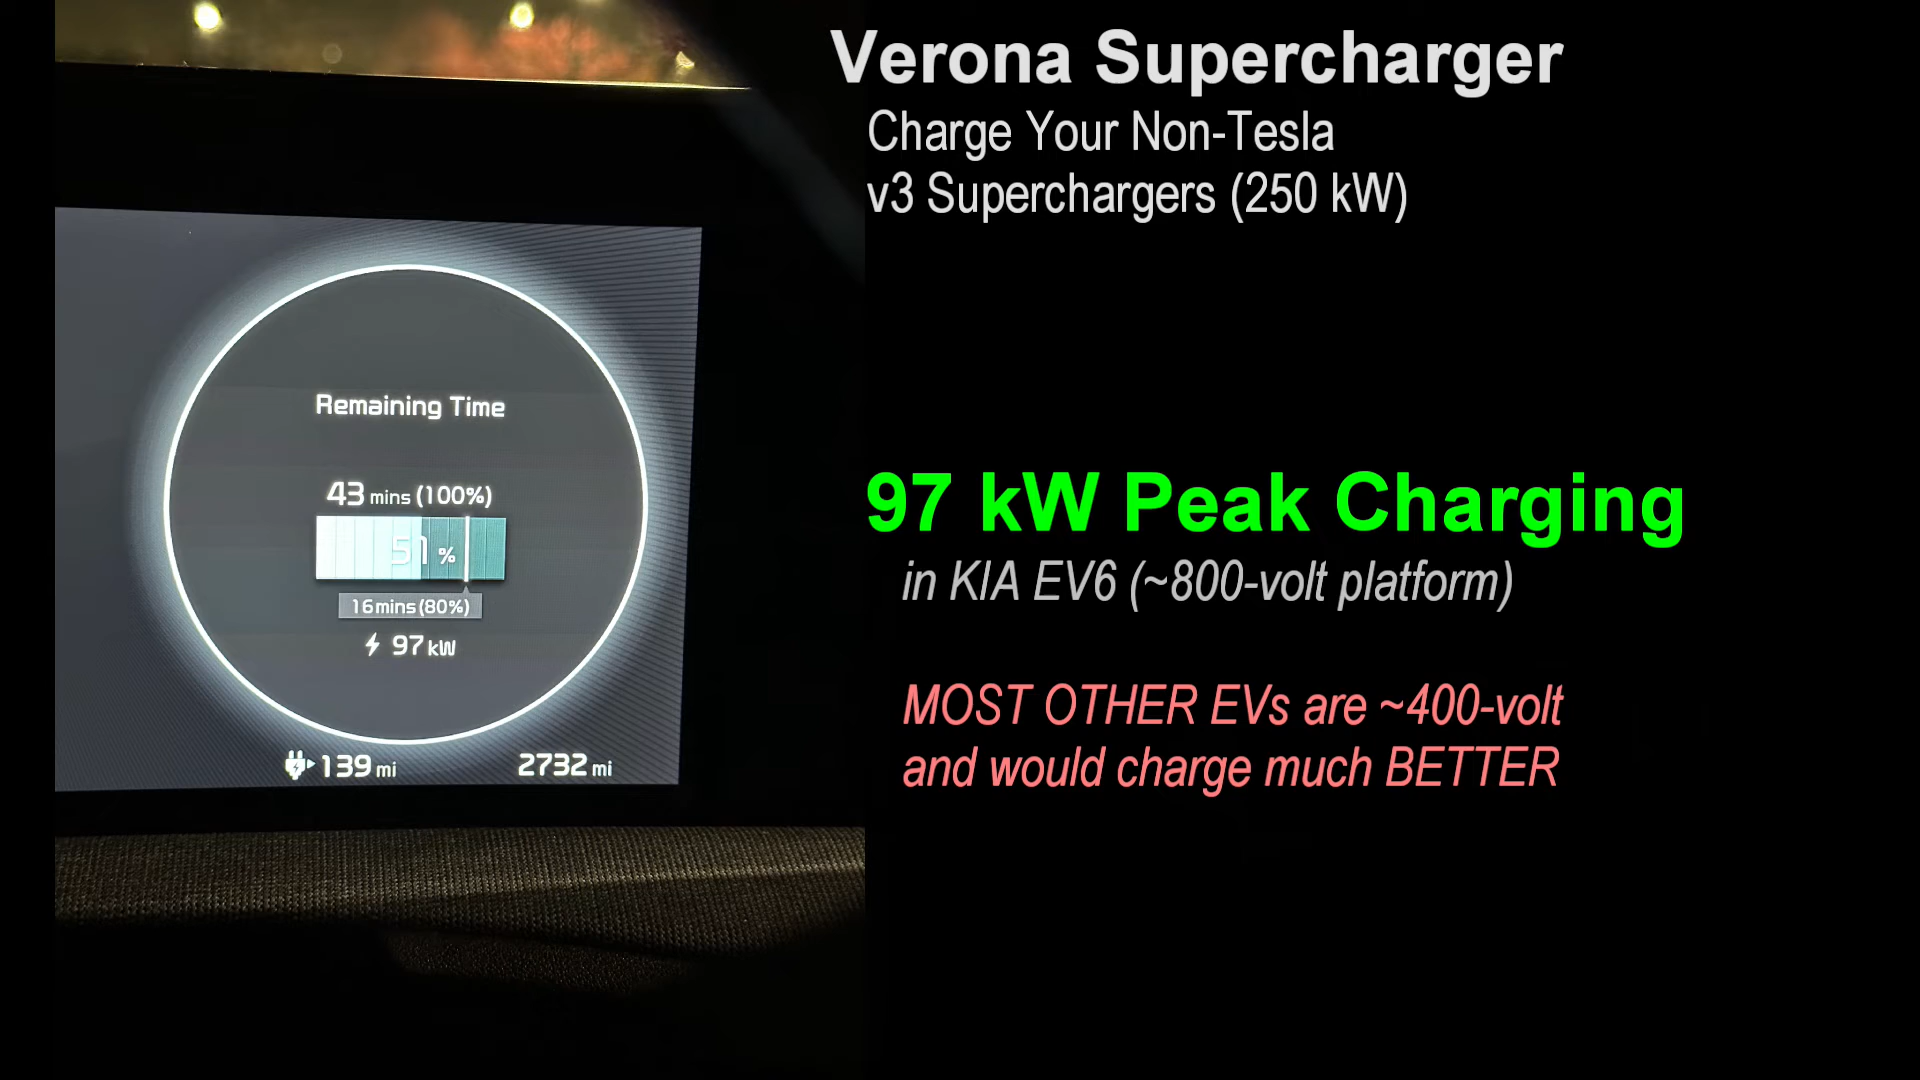 Verona Supercharger
Charge Your Non-Tesla
v3 Superchargers (250 kW)
Remaining Time
43 mins (100%)
51 %
16mins(80%)
97 kW
139 mi
2732 mi
97 kW Peak Charging
in KIA EV6 (~800-volt platform)
MOST OTHER EVs are ~400-volt
and would charge much BETTER